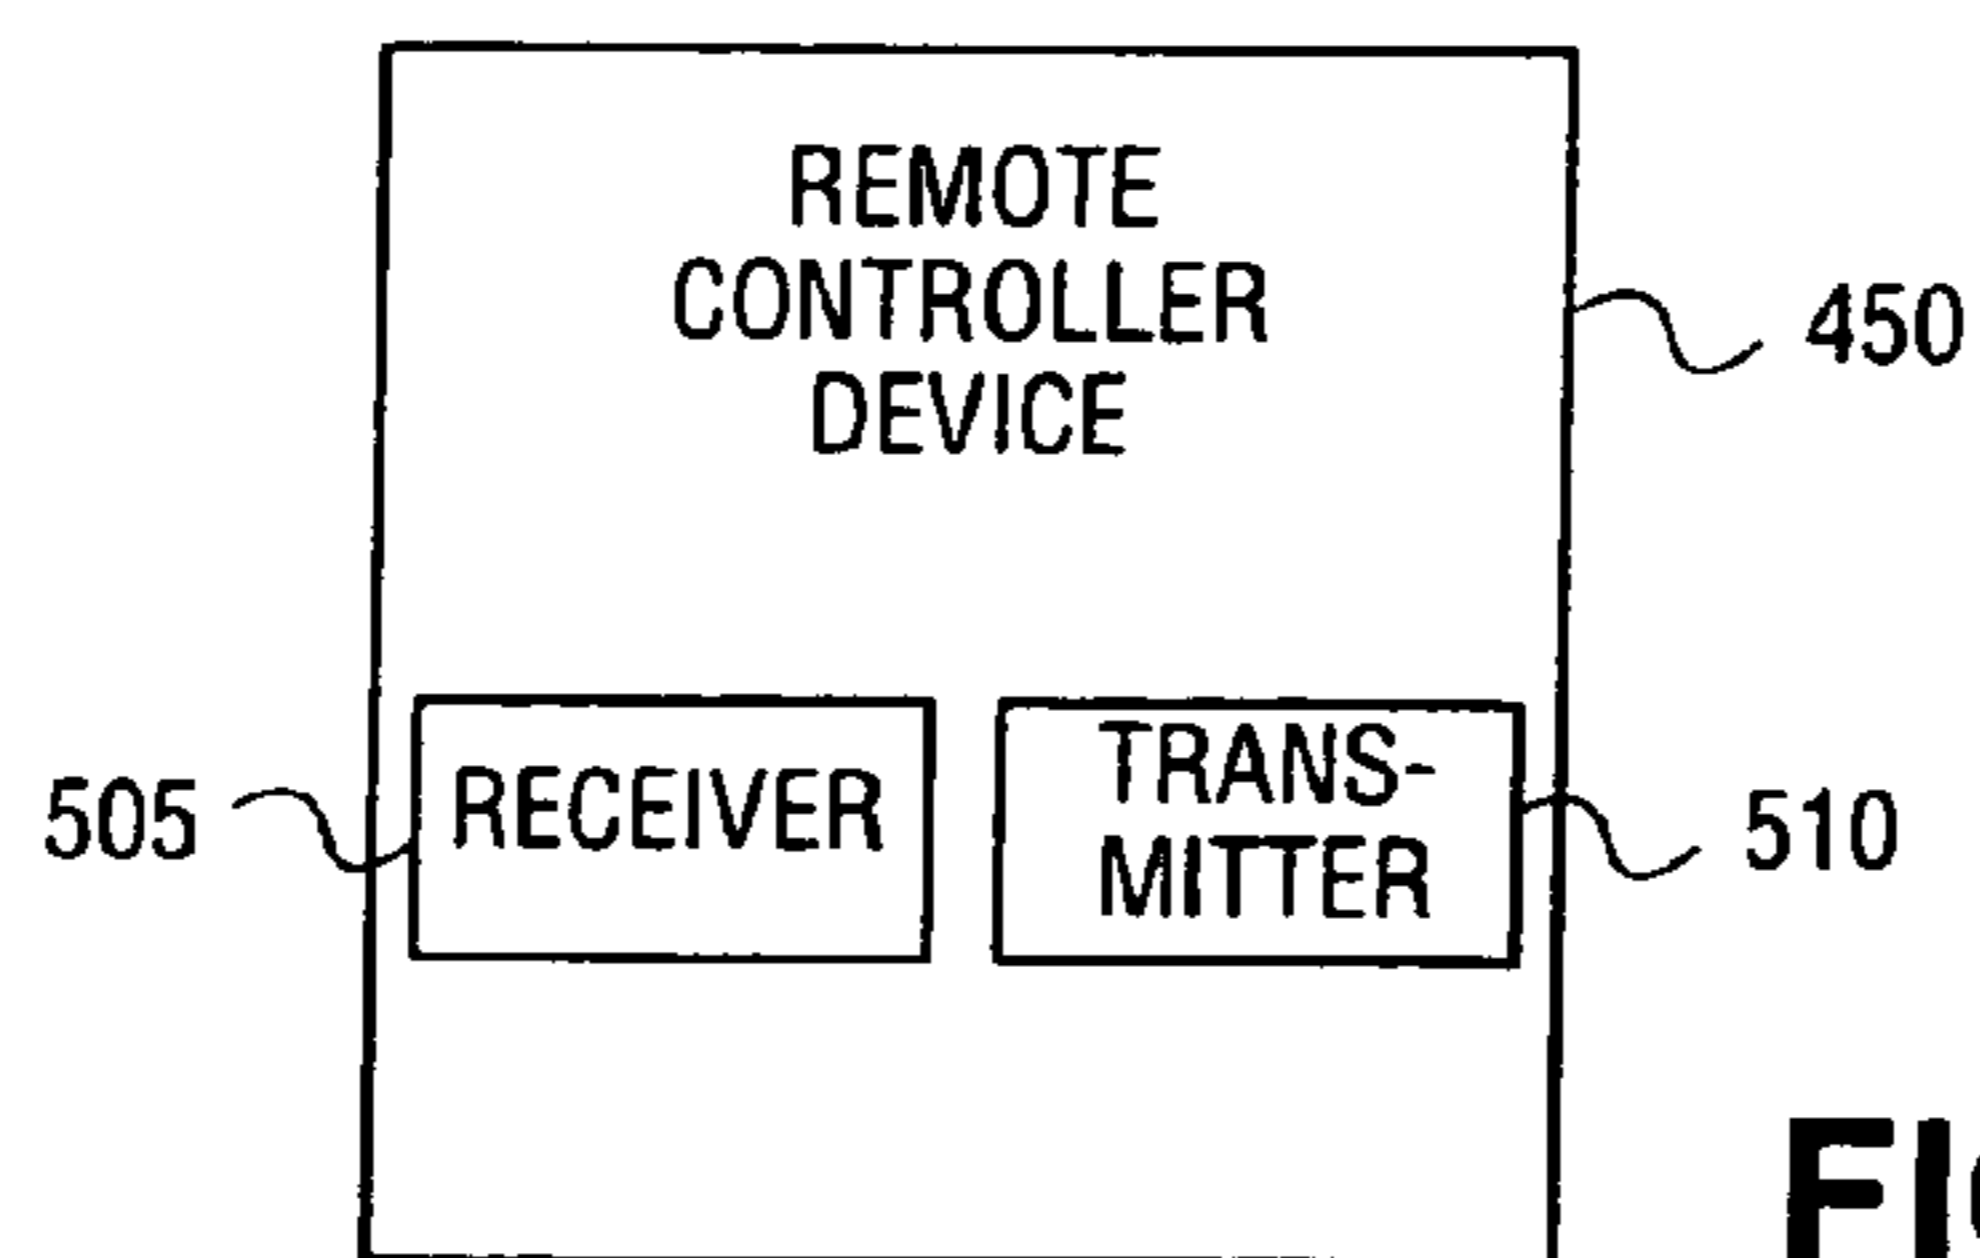 REMOTE
CONTROLLER
DEVICE
450
505
RECEIVER
TRANS-
MITTER
510